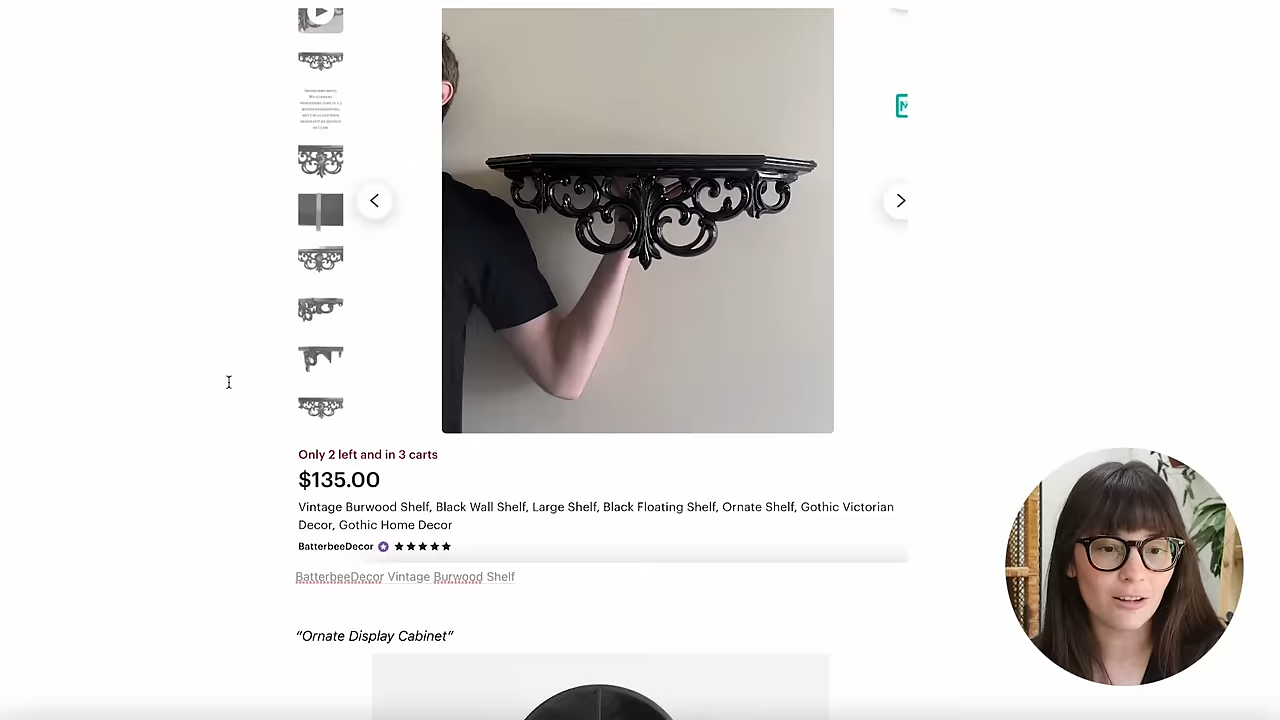 Only 2 left and in 3 carts
$135.00
Vintage Burwood Shelf, Black Wall Shelf, Large Shelf, Black Floating Shelf, Ornate Shelf, Gothic Victorian
Decor, Gothic Home Decor
BatterbeeDecor
BatterbeeDecor Vintage Burwood Shelf
“Ornate Display Cabinet”